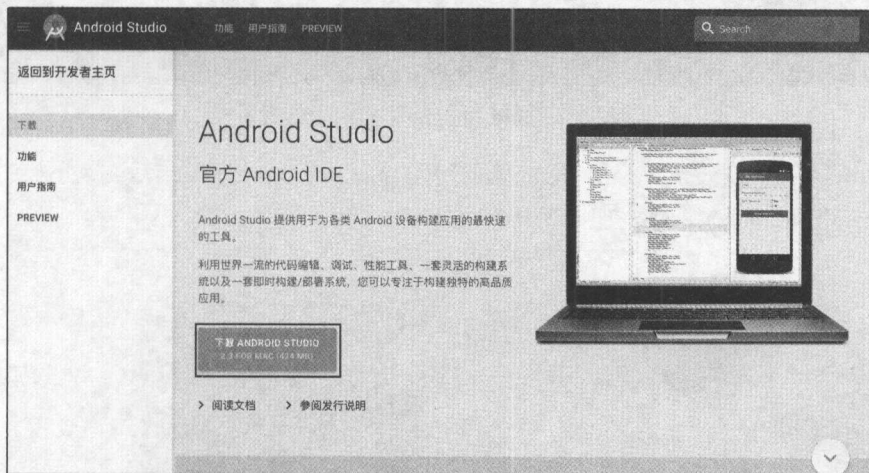 Android Studio
功能 用户指南 PREVIEW
Search
返回到开发者主页
下载
功能
用户指南
PREVIEW
Android Studio
官方 Android IDE
Android Studio 提供用于为各类 Android 设备构建应用的最快速
的工具。
利用世界一流的代码编辑、调试、性能工具、一套灵活的构建系
统以及一套即时构建/部署系统，您可以专注于构建独特的高品质
应用。
下载 ANDROID STUDIO
2.3 FOR MAC (424 MB)
阅读文档
参阅发行说明